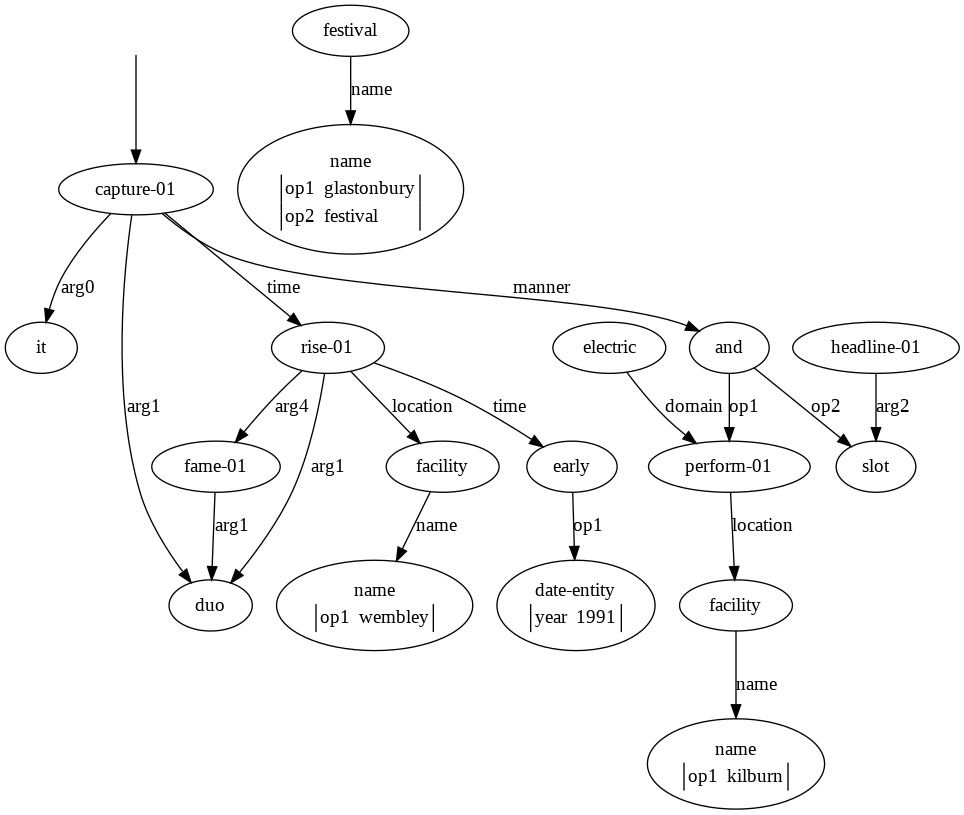 festival
name
name
op1 glastonbury
op2 festival
capture-01
arg0
time
manner
it
rise-01
electric
and
headline-01
arg1
arg4
location
time
domain
op1
op2
arg2
fame-01
arg1
facility
early
perform-01
slot
arg1
name
op1
location
duo
name
op1 wembley
date-entity
year 1991
facility
name
name
op1 kilburn